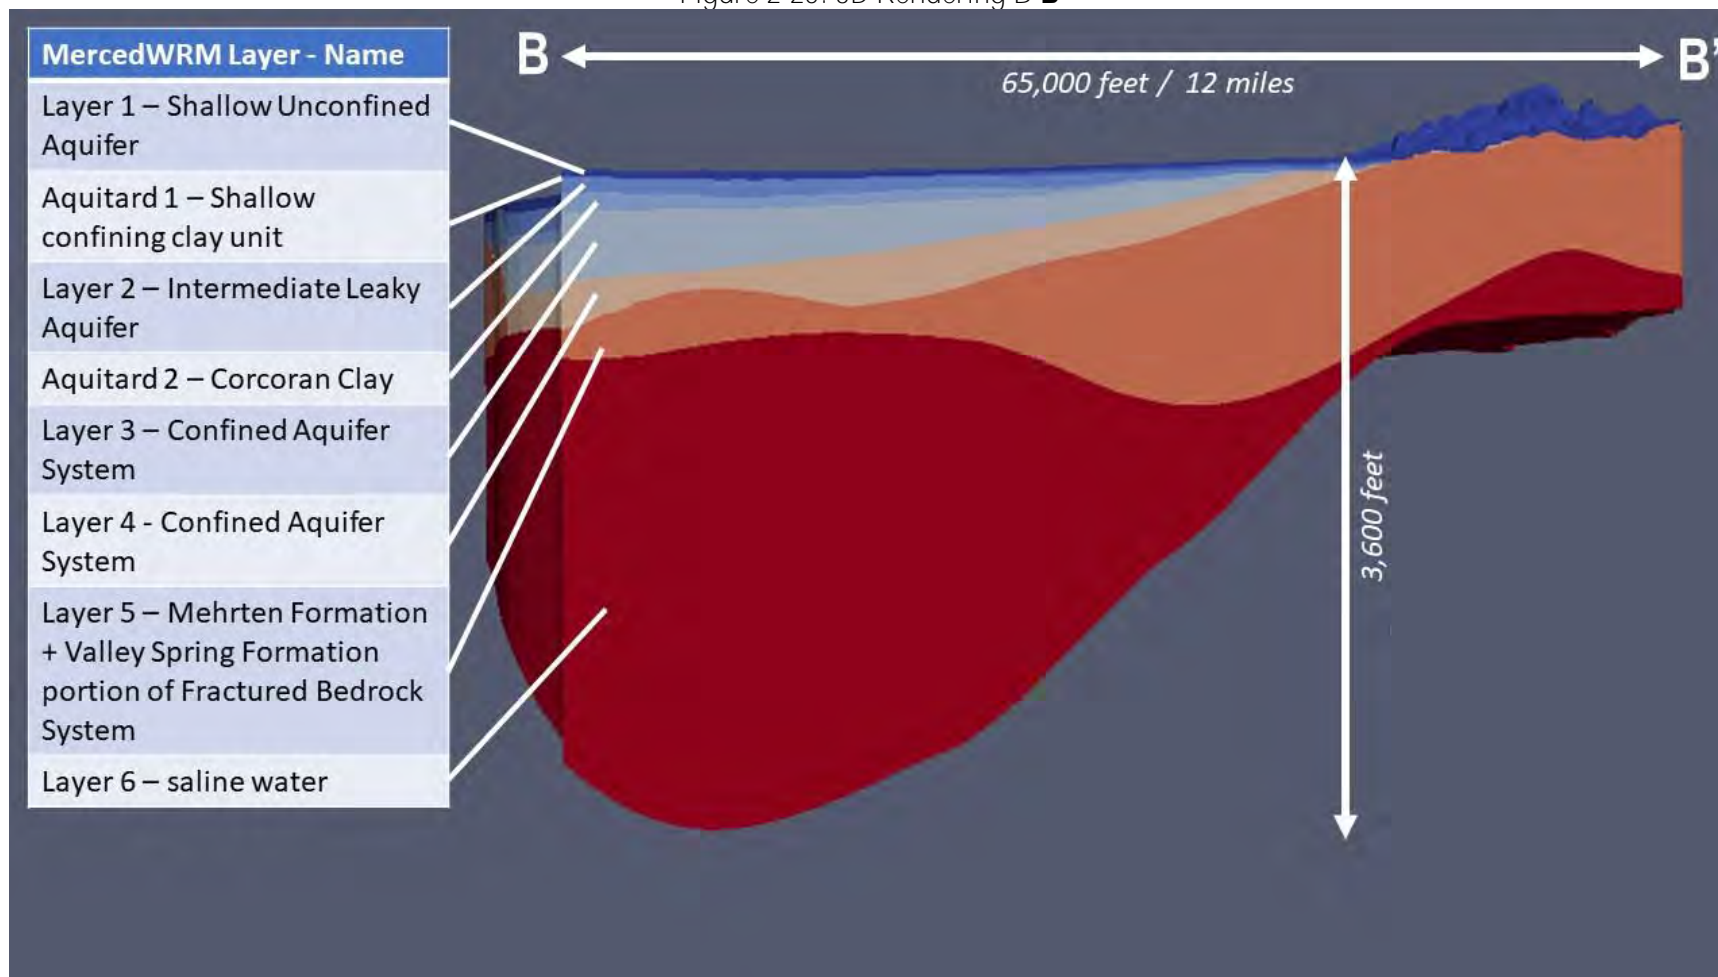 MercedWRM Layer - Name
Layer 1 – Shallow Unconfined
Aquifer
Aquitard 1 – Shallow
confining clay unit
Layer 2 – Intermediate Leaky
Aquifer
Aquitard 2 – Corcoran Clay
Layer 3 – Confined Aquifer
System
Layer 4 - Confined Aquifer
System
Layer 5 – Mehrten Formation
+ Valley Spring Formation
portion of Fractured Bedrock
System
Layer 6 – saline water
B
B'
65,000 feet / 12 miles
3,600 feet